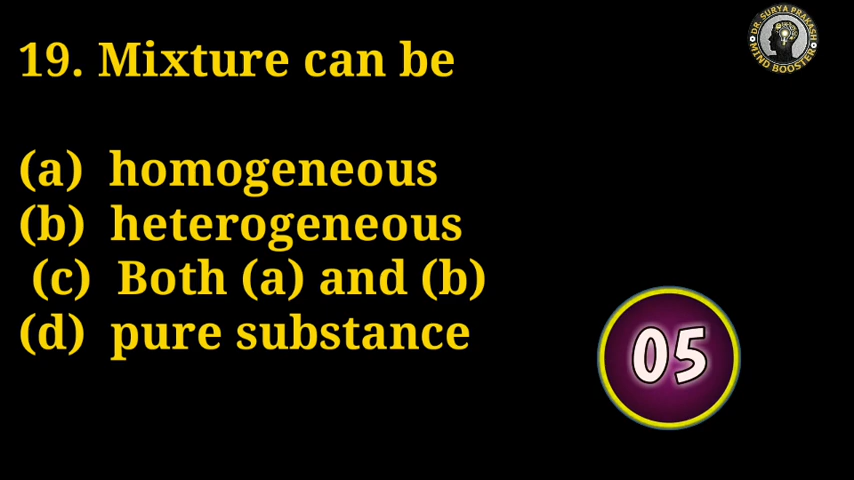 19. Mixture can be
(a) homogeneous
(b) heterogeneous
(c) Both (a) and (b)
(d) pure substance
05
DR. SURYA PRAKASH
MIND BOOSTER